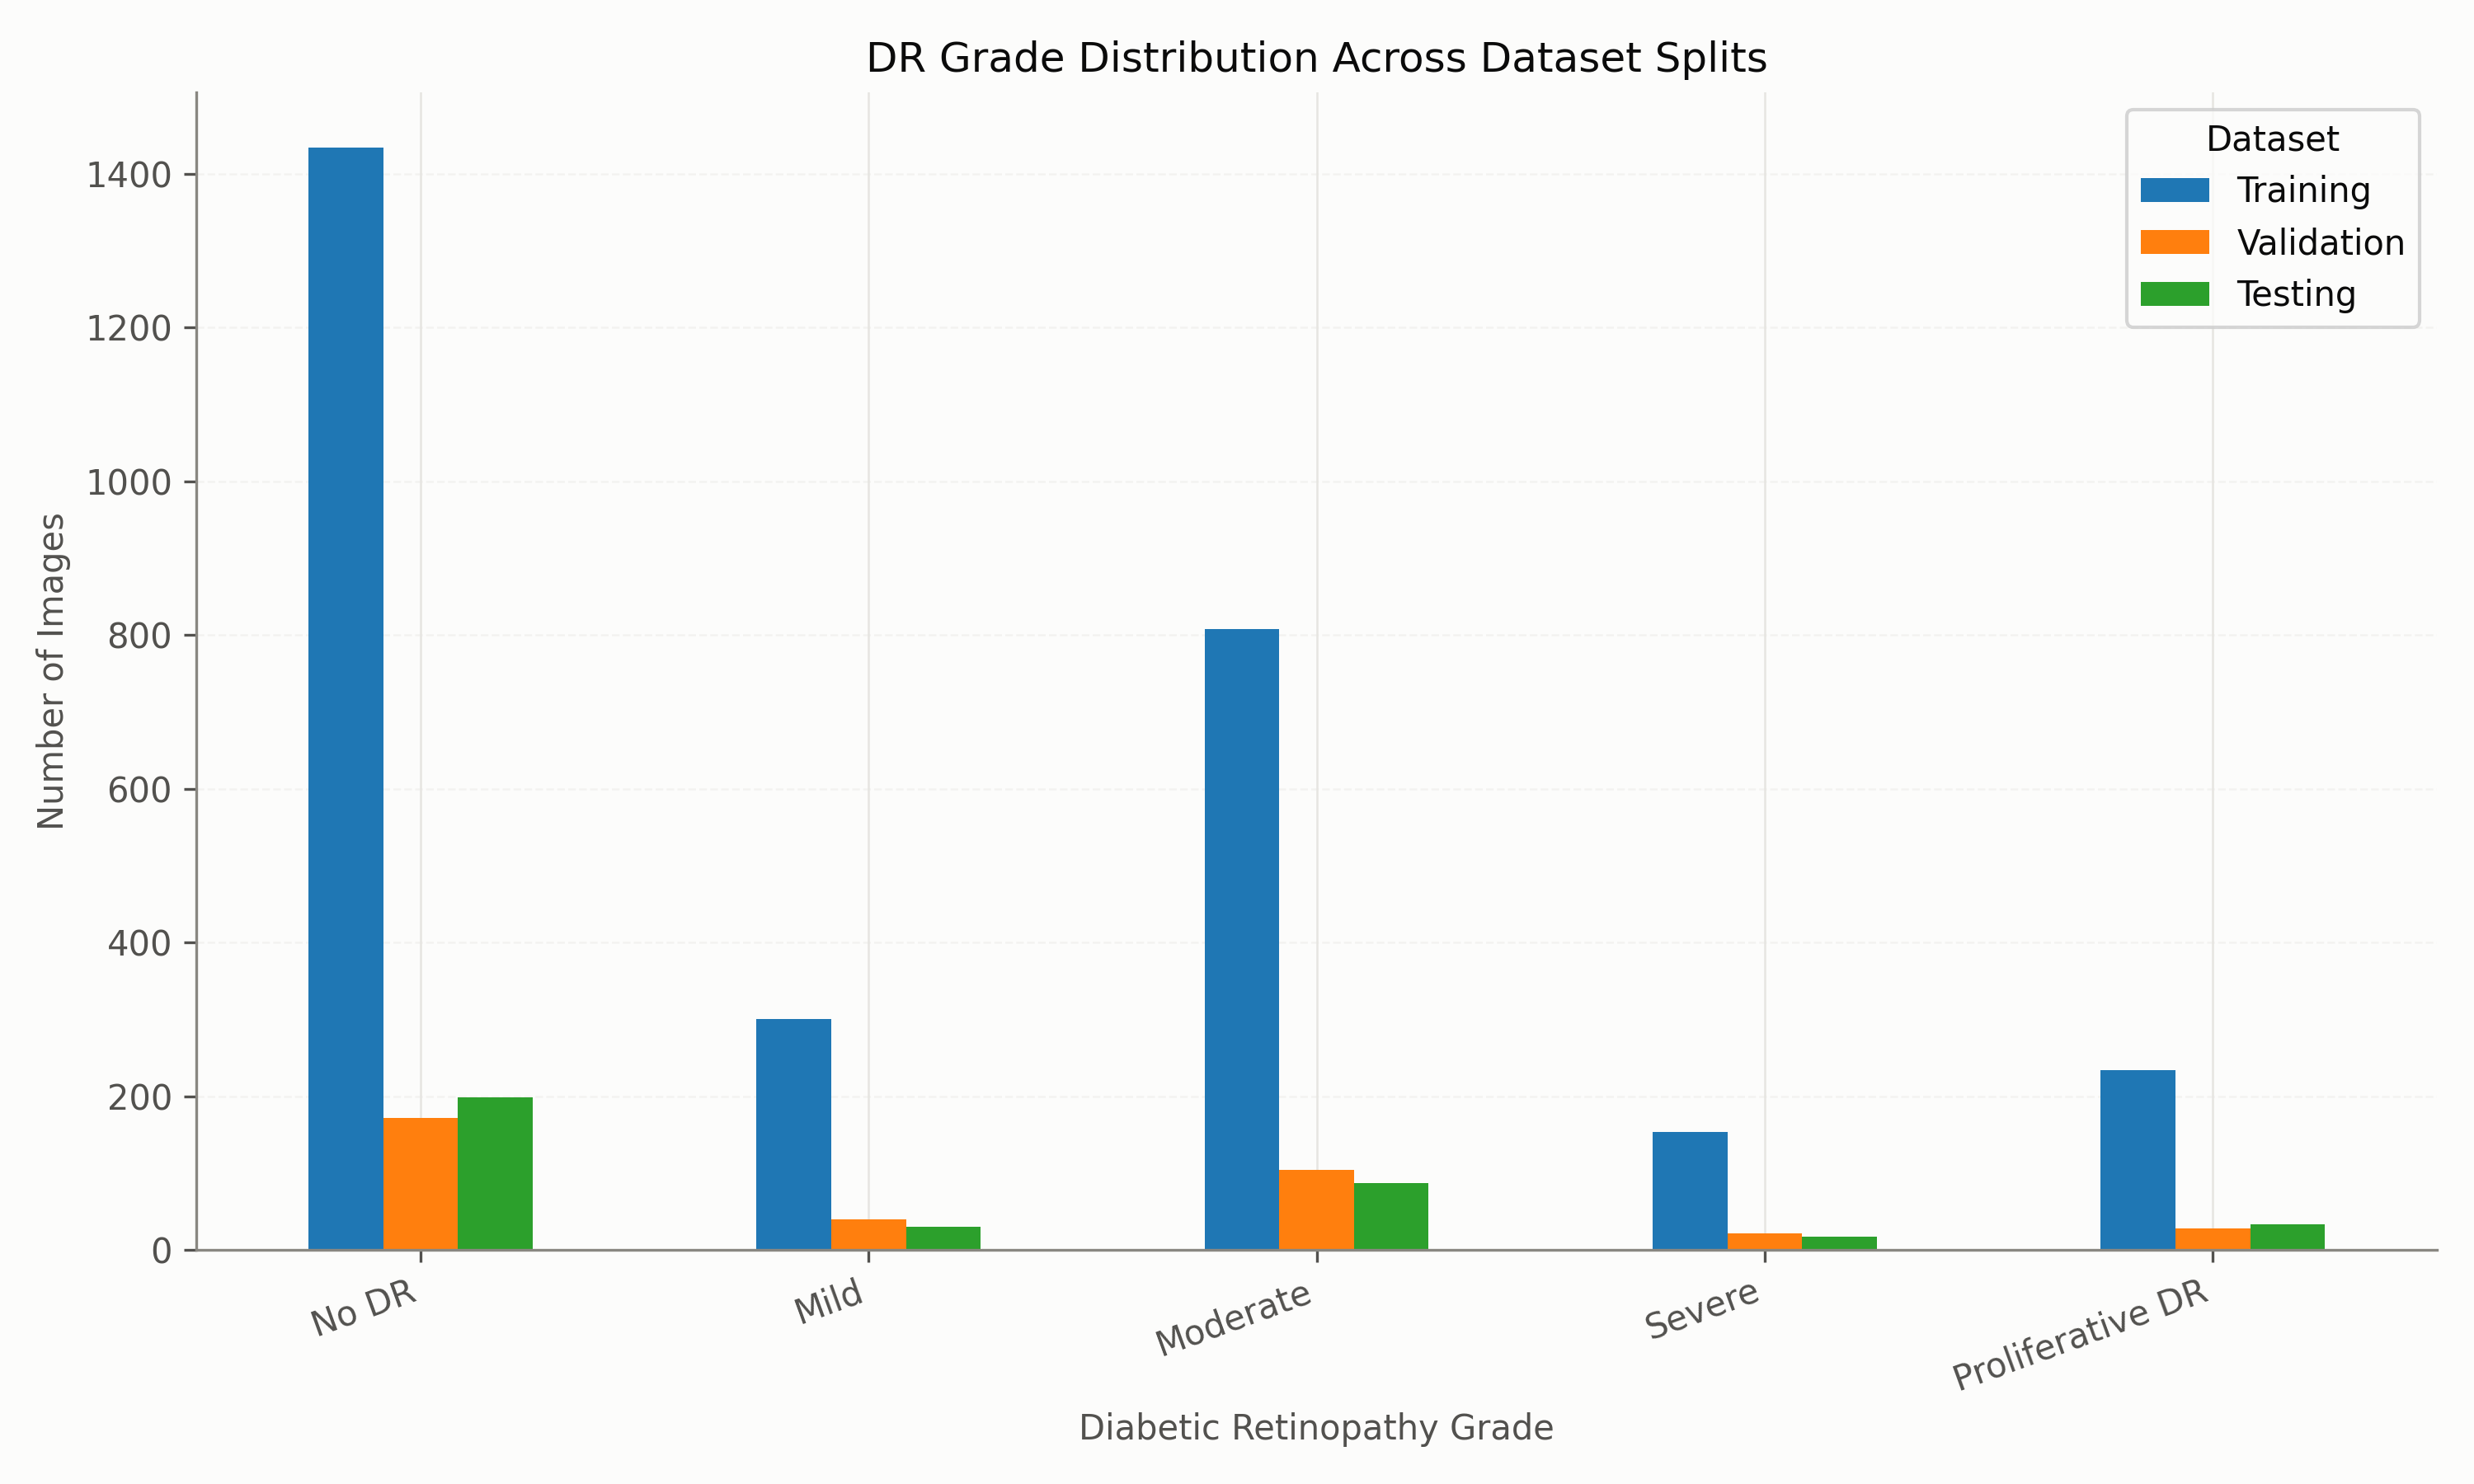 DR Grade Distribution Across Dataset Splits
Dataset
Training
Validation
Testing
Number of Images
1400
1200
1000
800
600
400
200
0
No DR
Mild
Moderate
Severe
Proliferative DR
Diabetic Retinopathy Grade